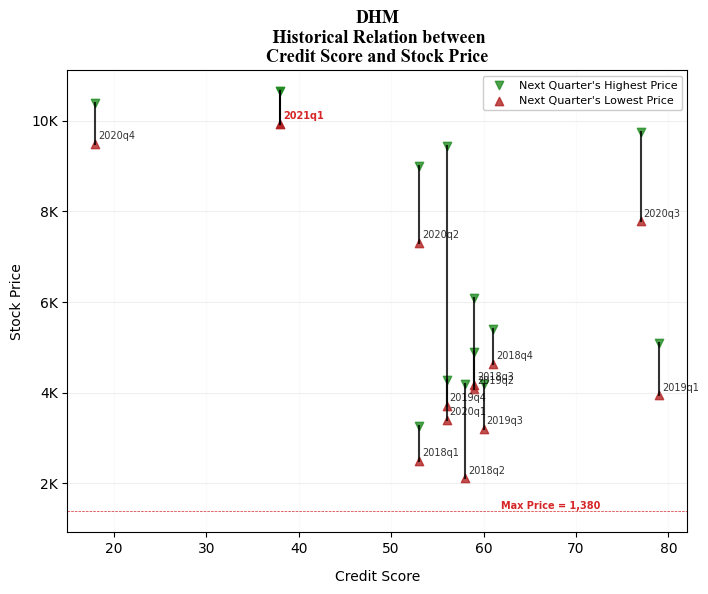 DHM
Historical Relation between
Credit Score and Stock Price
Next Quarter's Highest Price
Next Quarter's Lowest Price
10K
8K
6K
4K
2K
Stock Price
2020q4
2021q1
2020q2
2020q3
2018q4
2018q3
2019q2
2019q1
2019q4
2020q1
2019q3
2018q1
2018q2
Max Price = 1,380
20
30
40
50
60
70
80
Credit Score